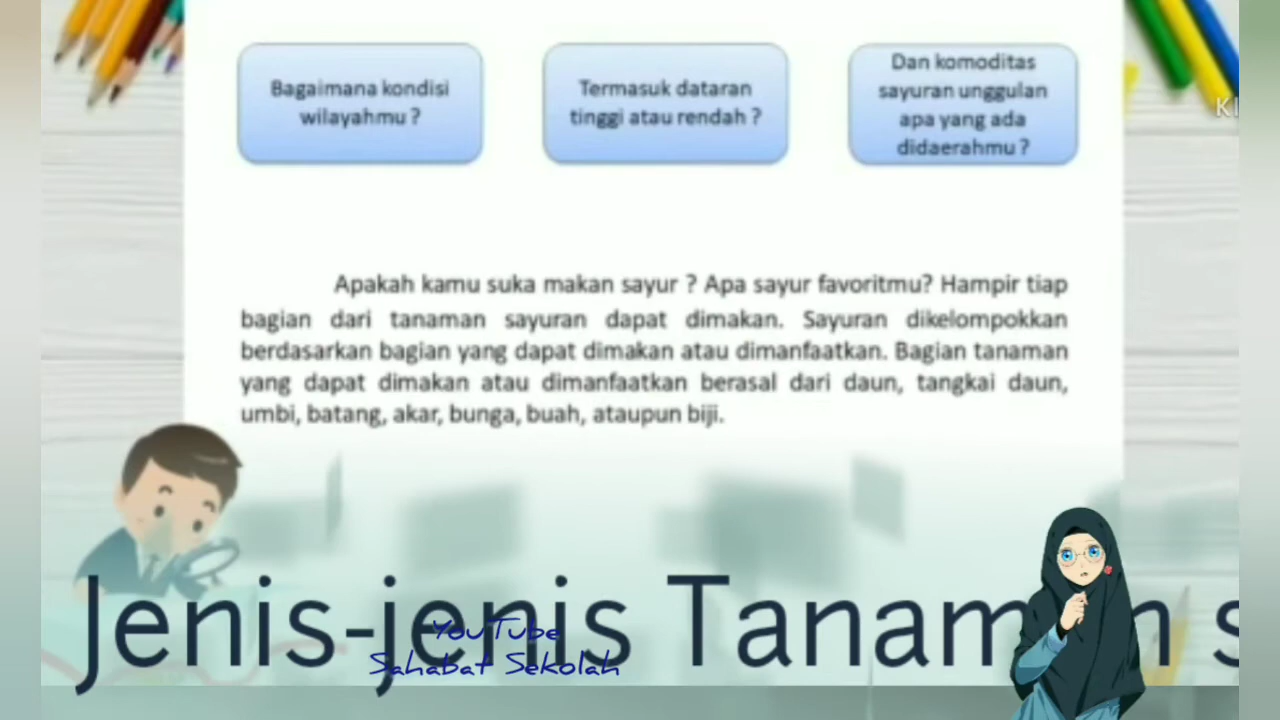 Bagaimana kondisi
wilayahmu ?
Termasuk dataran
tinggi atau rendah ?
Dan komoditas
sayuran unggulan
apa yang ada
didaerahmu ?
Apakah kamu suka makan sayur ? Apa sayur favoritmu? Hampir tiap
bagian dari tanaman sayuran dapat dimakan. Sayuran dikelompokkan
berdasarkan bagian yang dapat dimakan atau dimanfaatkan. Bagian tanaman
yang dapat dimakan atau dimanfaatkan berasal dari daun, tangkai daun,
umbi, batang, akar, bunga, buah, ataupun biji.
Jenis-jenis
YouTube
Sahabat Sekolah